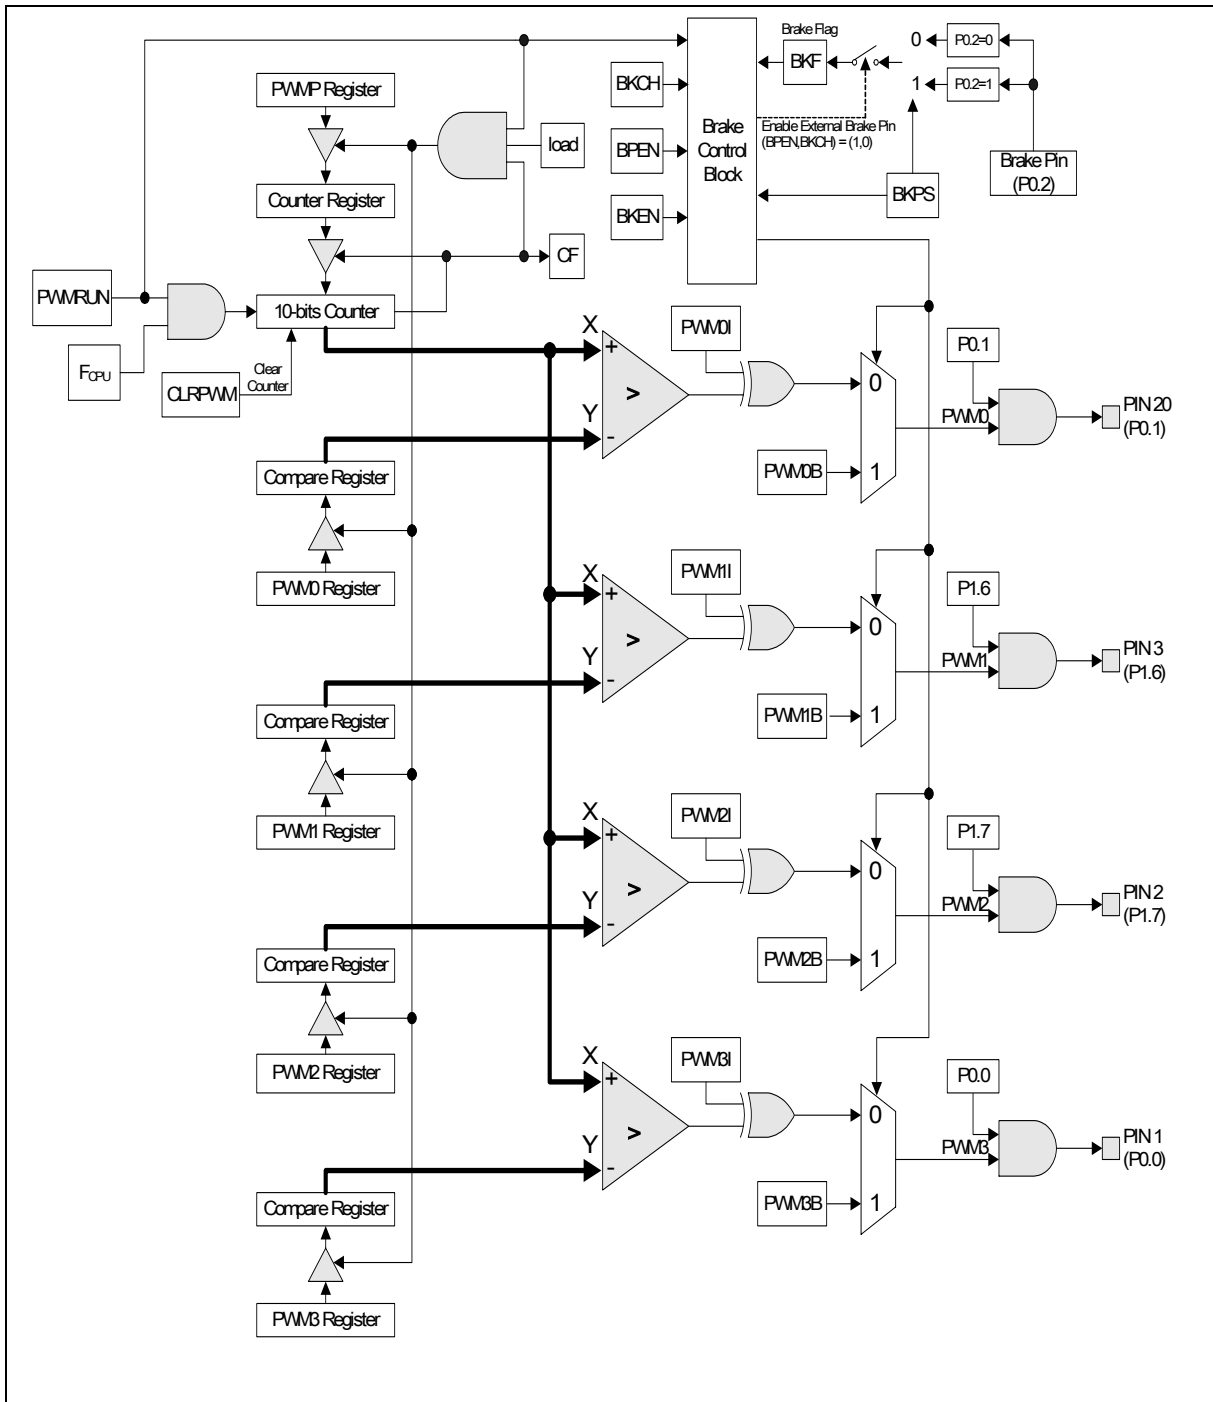 Brake Flag
PWMP Register
BKCH
BKF
0
P0.2=0
1
P0.2=1
load
BPEN
Brake
Control
Block
Enable External Brake Pin
(BPEN,BKCH) = (1,0)
Brake Pin
(P0.2)
Counter Register
BKEN
BKPS
CF
PWMRUN
10-bits Counter
FCPU
Clear
Counter
CLRPWM
X
+
>
Y
-
PWM0I
0
1
PWM0B
P0.1
PWM0
PIN 20
(P0.1)
Compare Register
PWM0 Register
X
+
>
Y
-
PWM1I
0
1
PWM1B
P1.6
PWM1
PIN 3
(P1.6)
Compare Register
PWM1 Register
X
+
>
Y
-
PWM2I
0
1
PWM2B
P1.7
PWM2
PIN 2
(P1.7)
Compare Register
PWM2 Register
X
+
>
Y
-
PWM3I
0
1
PWM3B
P0.0
PWM3
PIN 1
(P0.0)
Compare Register
PWM3 Register